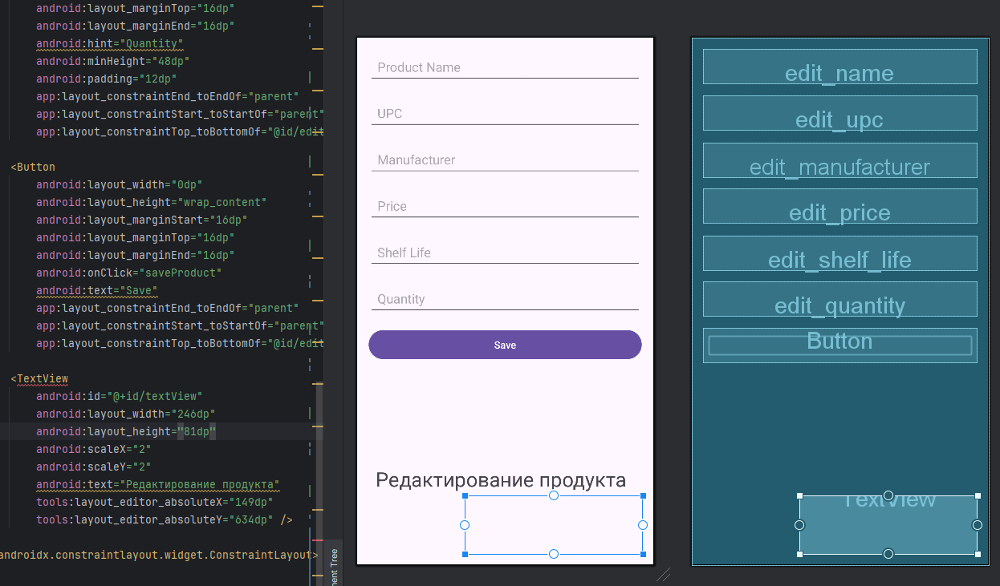 android:layout_marginTop="16dp"
android:layout_marginEnd="16dp"
android:hint="Quantity"
android:minHeight="48dp"
android:padding="12dp"
app:layout_constraintEnd_toEndOf="parent"
app:layout_constraintStart_toStartOf="parent"
app:layout_constraintTop_toBottomOf="@id/edit
<Button
android:layout_width="0dp"
android:layout_height="wrap_content"
android:layout_marginStart="16dp"
android:layout_marginTop="16dp"
android:layout_marginEnd="16dp"
android:onClick="saveProduct"
android:text="Save"
app:layout_constraintEnd_toEndOf="parent"
app:layout_constraintStart_toStartOf="parent"
app:layout_constraintTop_toBottomOf="@id/edit
<TextView
android:id="@+id/textView"
android:layout_width="246dp"
android:layout_height="81dp"
android:scaleX="2"
android:scaleY="2"
android:text="Редактирование продукта"
tools:layout_editor_absoluteX="149dp"
tools:layout_editor_absoluteY="634dp" />
androidx.constraintlayout.widget.ConstraintLayout>
nent Tree
Product Name
UPC
Manufacturer
Price
Shelf Life
Quantity
Save
Редактирование продукта
edit_name
edit_upc
edit_manufacturer
edit_price
edit_shelf_life
edit_quantity
Button
TextView